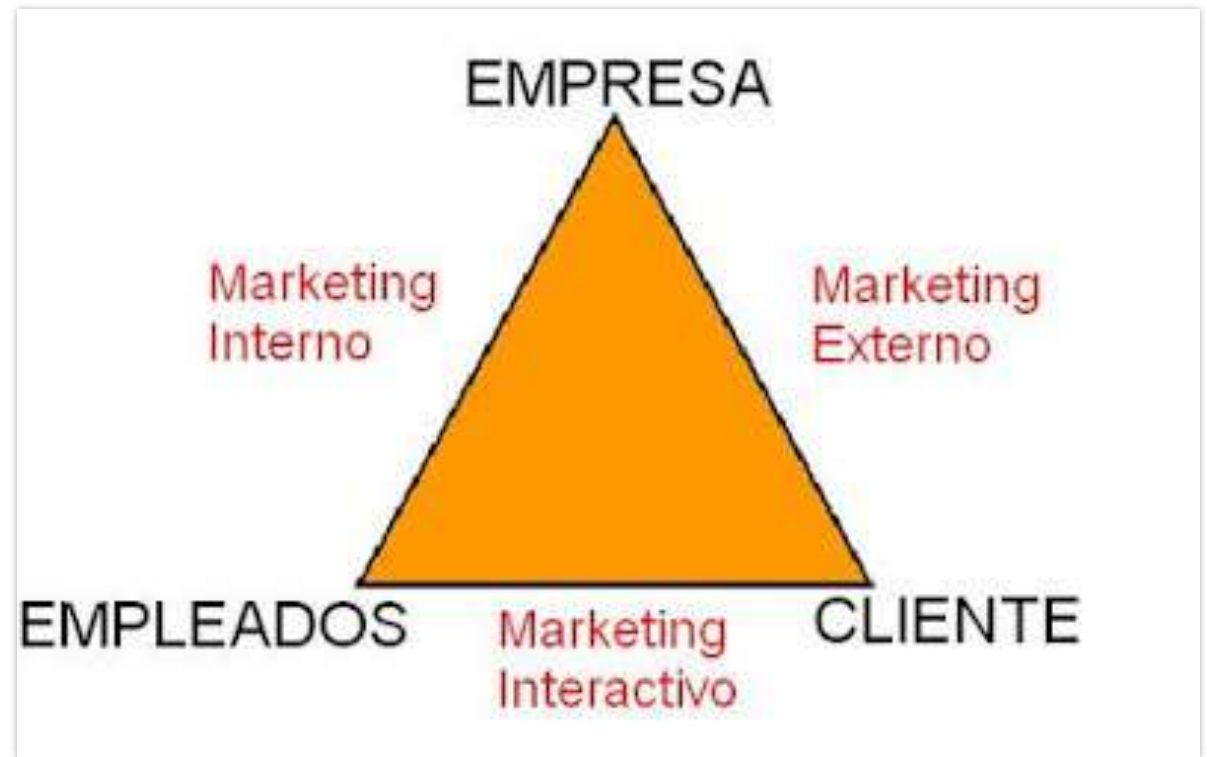 EMPRESA
Marketing
Interno
Marketing
Externo
EMPLEADOS
Marketing
Interactivo
CLIENTE